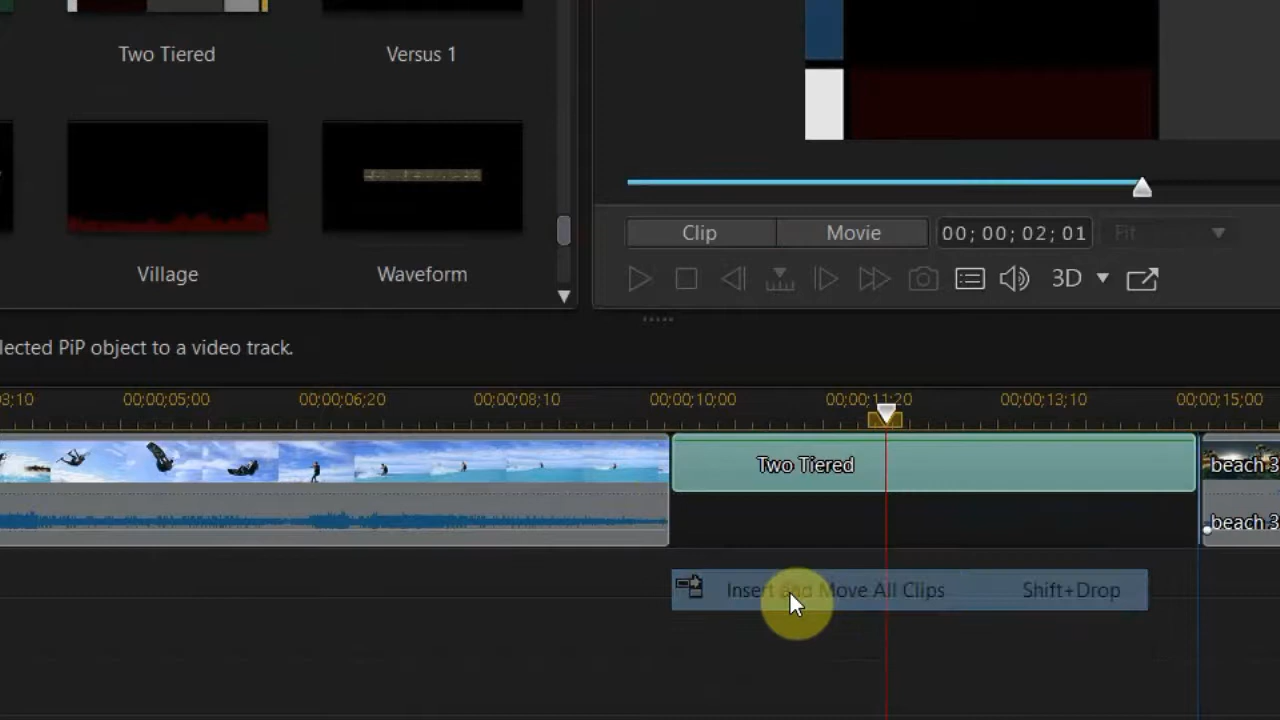 Two Tiered
Versus 1
Village
Waveform
Clip
Movie
00; 00; 02; 01
Fit
3D
lected PiP object to a video track.
3;10
00;00;05;00
00;00;06;20
00;00;08;10
00;00;10;00
00;00;11;20
00;00;13;10
00;00;15;00
Two Tiered
beach 3
beach 3
Insert and Move All Clips
Shift+Drop